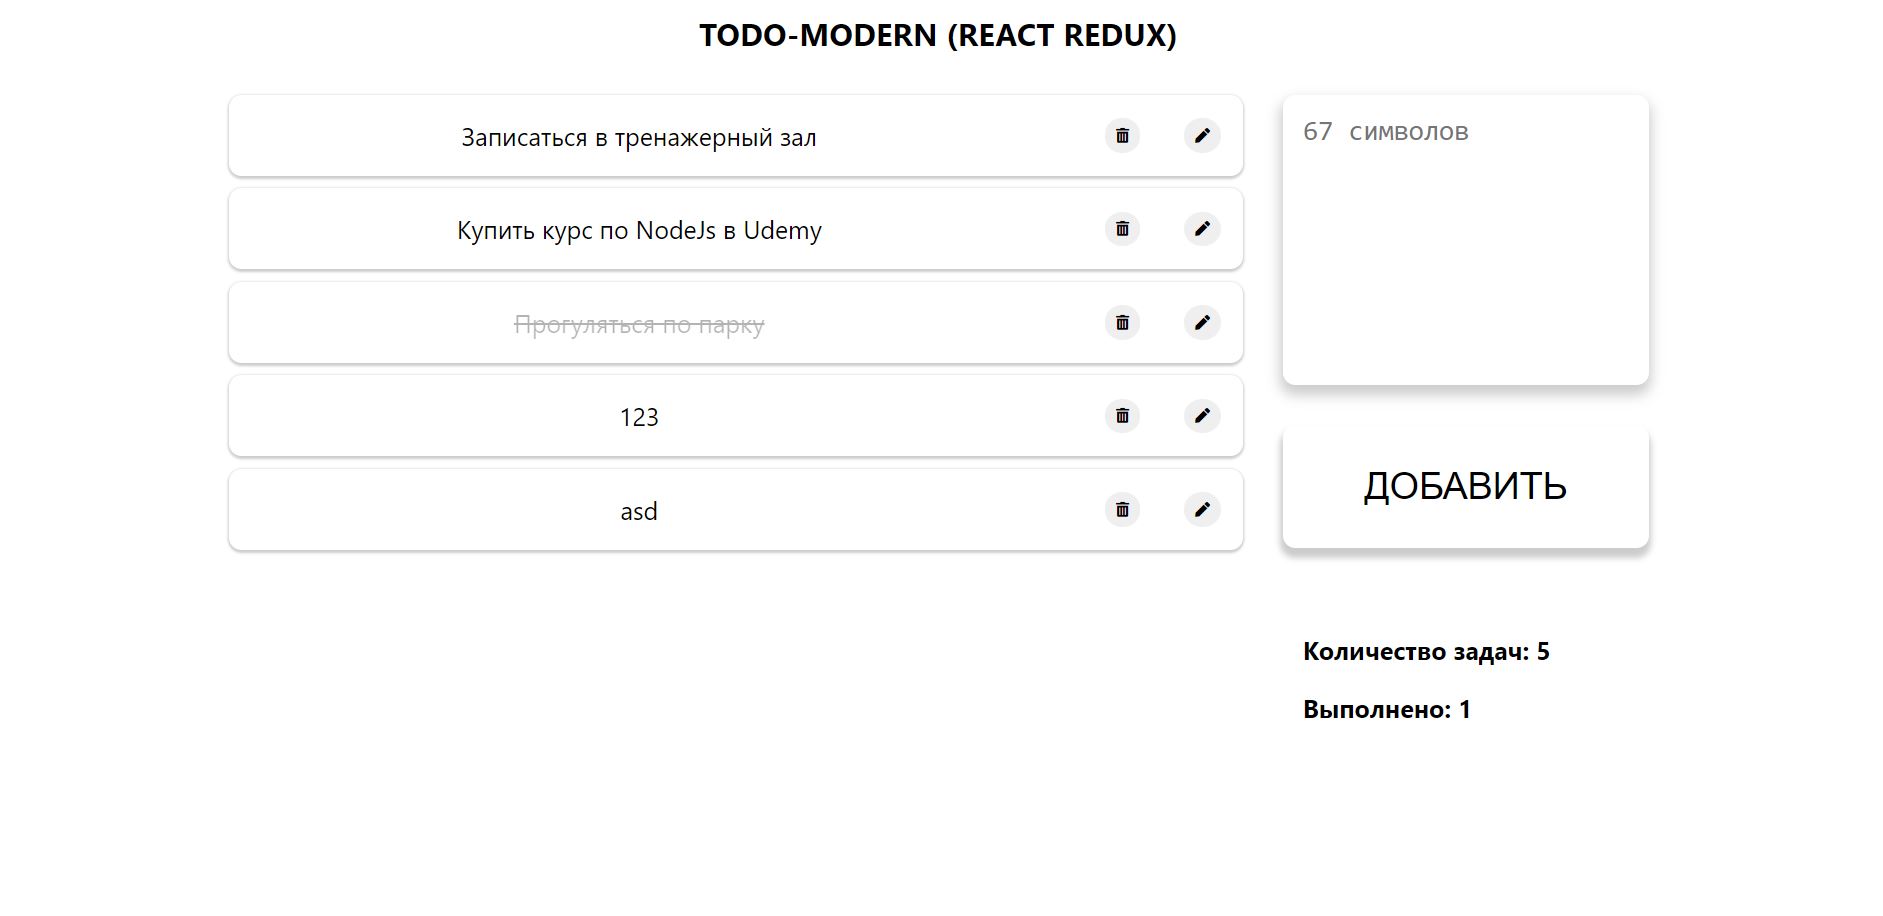 TODO-MODERN (REACT REDUX)
Записаться в тренажерный зал
Купить курс по NodeJs в Udemy
Прогуляться по парку
123
asd
67 символов
ДОБАВИТЬ
Количество задач: 5
Выполнено: 1